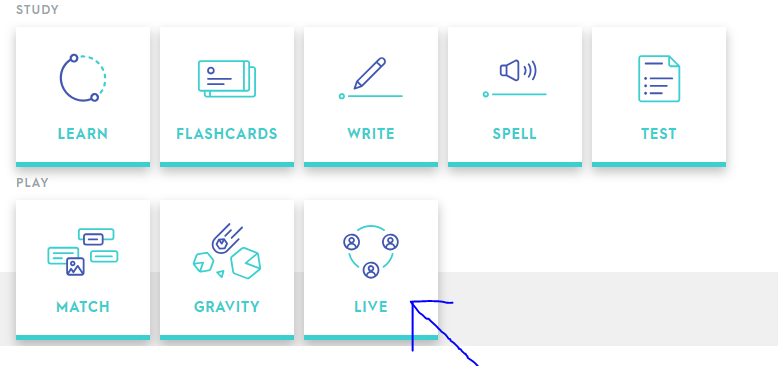 STUDY
LEARN FLASHCARDS WRITE SPELL TEST
PLAY
MATCH GRAVITY LIVE